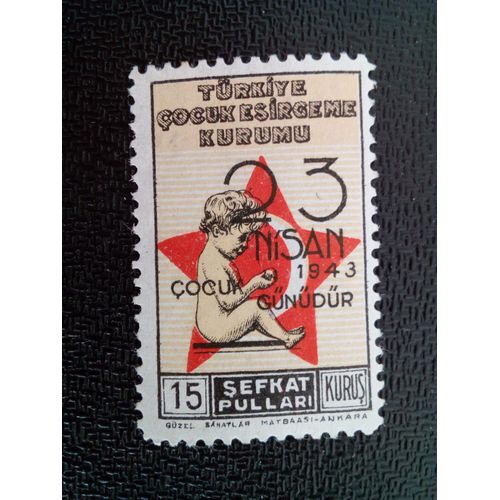 TÜRKİYE
ÇOCUK ESİRGEME
KURUMU
23
NİSAN
1943
ÇOCUK GÜNÜDÜR
15 ŞEFKAT PULLARI KURUŞ
GÜZEL SANATLAR MATBAASI-ANKARA